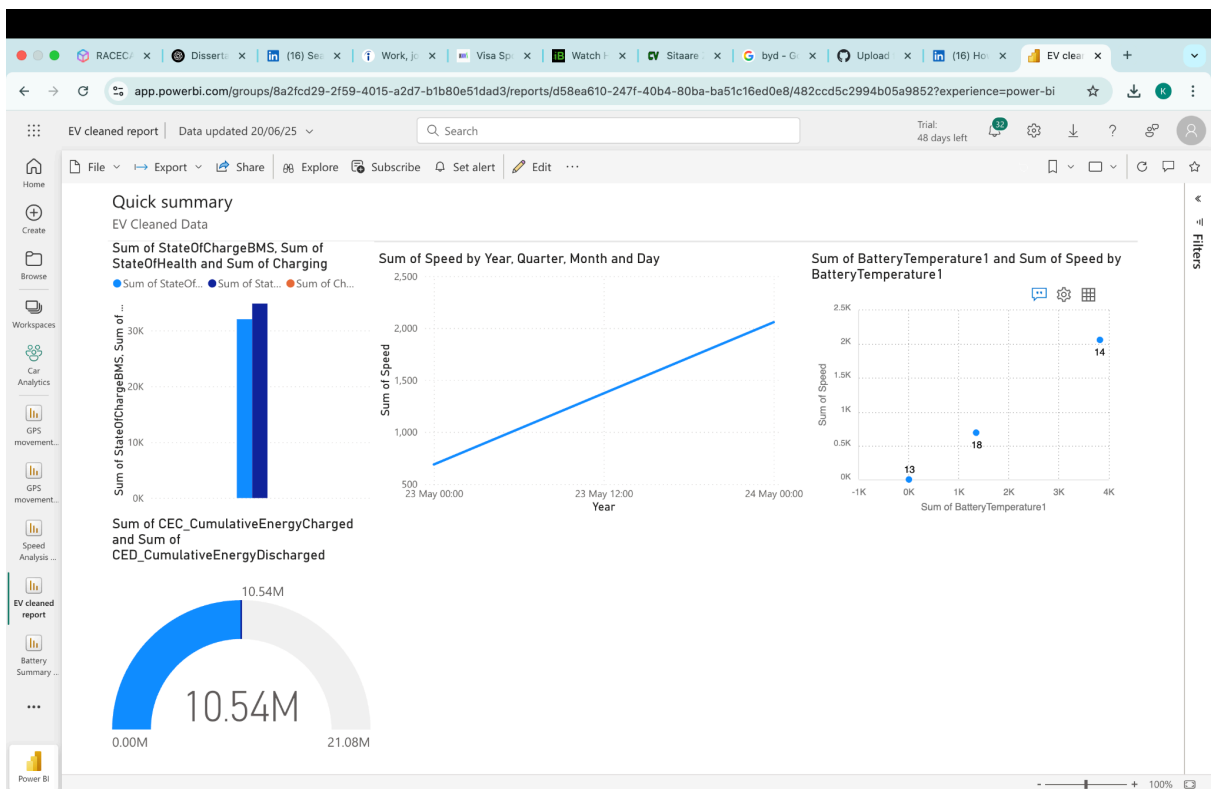 RACECA
Disserta
(16) Sea
Work, jo
Visa Spo
Watch H
Sitaare
byd - Go
Upload
(16) Ho
EV clean
app.powerbi.com/groups/8a2fcd29-2f59-4015-a2d7-b1b80e51dad3/reports/d58ea610-247f-40b4-80ba-ba51c16ed0e8/482ccd5c2994b05a9852?experience=power-bi
K
EV cleaned report
Data updated 20/06/25
Search
Trial:
48 days left
32
File
Export
Share
Explore
Subscribe
Set alert
Edit
Home
Create
Browse
Workspaces
Car
Analytics
GPS
movement...
GPS
movement...
Speed
Analysis ...
EV cleaned
report
Battery
Summary ...
Power BI
Filters
Quick summary
EV Cleaned Data
Sum of StateOfChargeBMS, Sum of
StateOfHealth and Sum of Charging
Sum of StateOf...
Sum of Stat...
Sum of Ch...
Sum of StateOfChargeBMS, Sum of ...
30K
20K
10K
0K
Sum of Speed by Year, Quarter, Month and Day
Sum of Speed
2,500
2,000
1,500
1,000
500
23 May 00:00
23 May 12:00
24 May 00:00
Year
Sum of BatteryTemperature1 and Sum of Speed by
BatteryTemperature1
Sum of Speed
2.5K
2K
1.5K
1K
0.5K
0K
14
18
13
-1K
0K
1K
2K
3K
4K
Sum of BatteryTemperature1
Sum of CEC_CumulativeEnergyCharged
and Sum of
CED_CumulativeEnergyDischarged
10.54M
10.54M
0.00M
21.08M
100%